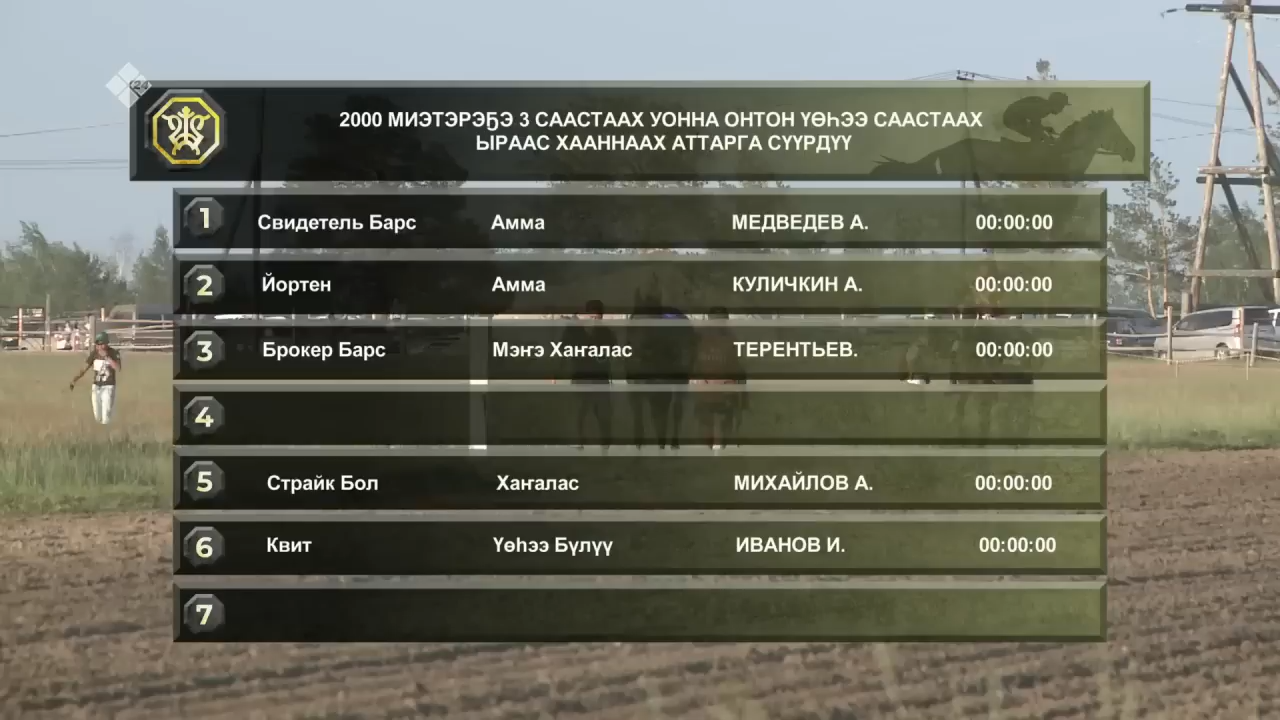 24
2000 МИЭТЭРЭҔЭ 3 СААСТААХ УОННА ОНТОН ҮӨҺЭЭ СААСТААХ
ЫРААС ХААННААХ АТТАРГА СҮҮРДҮҮ
1 Свидетель Барс Амма МЕДВЕДЕВ А. 00:00:00
2 Йортен Амма КУЛИЧКИН А. 00:00:00
3 Брокер Барс Мэҥэ Хаҥалас ТЕРЕНТЬЕВ. 00:00:00
4
5 Страйк Бол Хаҥалас МИХАЙЛОВ А. 00:00:00
6 Квит Үөһээ Бүлүү ИВАНОВ И. 00:00:00
7